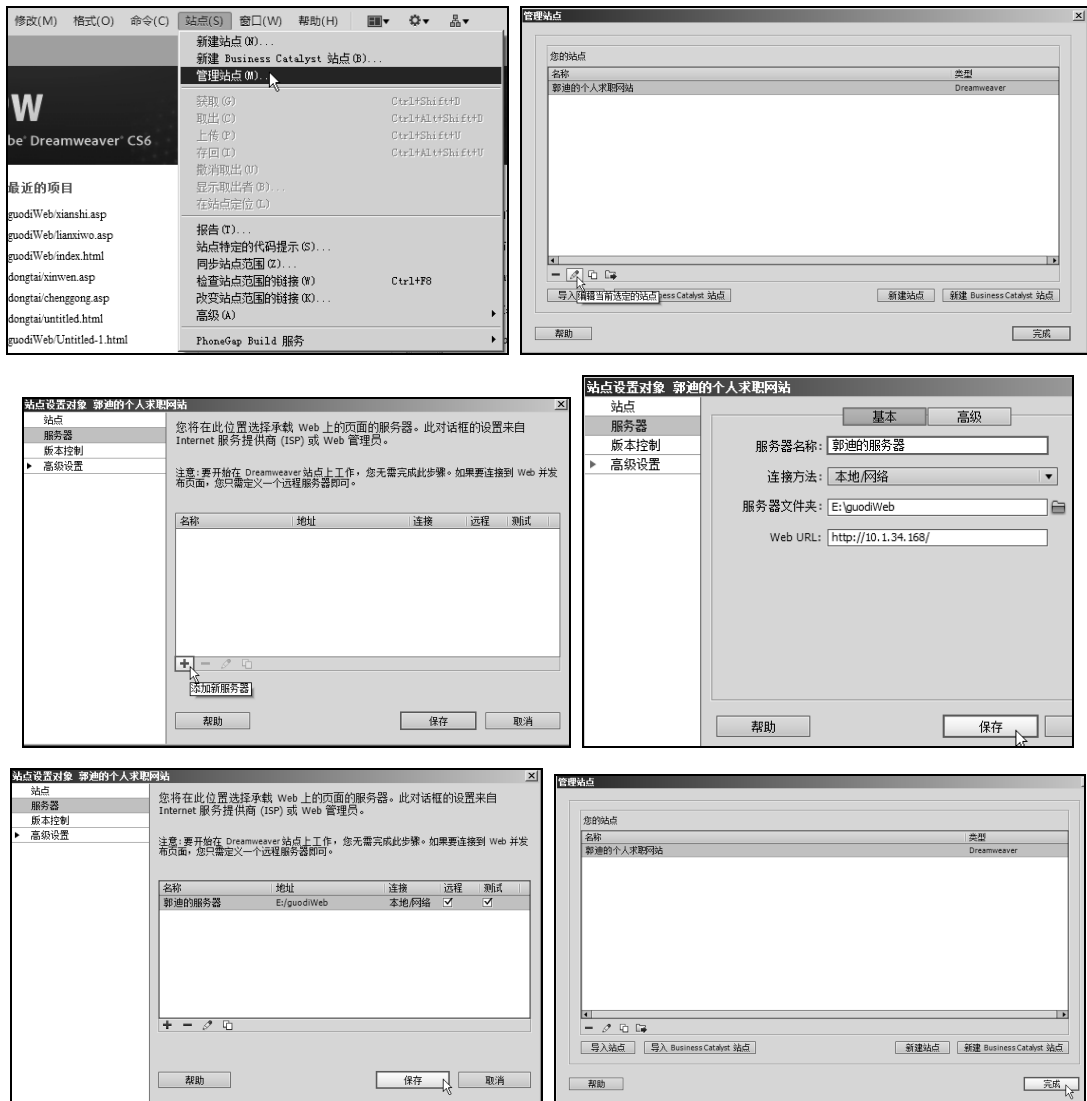 修改(M) 格式(O) 命令(C) 站点(S) 窗口(W) 帮助(H)
新建站点(N)...
新建 Business Catalyst 站点(B)...
管理站点(M)...
获取(G) Ctrl+Shift+D
取出(C) Ctrl+Alt+Shift+D
上传(P) Ctrl+Shift+U
存回(I) Ctrl+Alt+Shift+U
撤消取出(U)
显示取出者(B)...
在站点定位(L)
报告(T)...
站点特定的代码提示(S)...
同步站点范围(Z)...
检查站点范围的链接(W) Ctrl+F8
改变站点范围的链接(K)...
高级(A)
PhoneGap Build 服务
W
be® Dreamweaver® CS6
最近的项目
guodiWeb/xianshi.asp
guodiWeb/lianxiwo.asp
guodiWeb/index.html
dongtai/xinwen.asp
dongtai/chenggong.asp
dongtai/untitled.html
guodiWeb/Untitled-1.html
管理站点
您的站点
名称 类型
郭迪的个人求职网站 Dreamweaver
导入 编辑当前选定的站点 ess Catalyst 站点 新建站点 新建 Business Catalyst 站点
帮助 完成
站点设置对象 郭迪的个人求职网站
站点
服务器
版本控制
高级设置
您将在此位置选择承载 Web 上的页面的服务器。此对话框的设置来自
Internet 服务提供商 (ISP) 或 Web 管理员。
注意:要开始在 Dreamweaver 站点上工作，您无需完成此步骤。如果要连接到 Web 并发
布页面，您只需定义一个远程服务器即可。
名称 地址 连接 远程 测试
添加新服务器
帮助 保存 取消
站点设置对象 郭迪的个人求职网站
站点
服务器
版本控制
高级设置
基本 高级
服务器名称: 郭迪的服务器
连接方法: 本地/网络
服务器文件夹: E:\guodiWeb
Web URL: http://10.1.34.168/
帮助 保存
站点设置对象 郭迪的个人求职网站
站点
服务器
版本控制
高级设置
您将在此位置选择承载 Web 上的页面的服务器。此对话框的设置来自
Internet 服务提供商 (ISP) 或 Web 管理员。
注意:要开始在 Dreamweaver 站点上工作，您无需完成此步骤。如果要连接到 Web 并发
布页面，您只需定义一个远程服务器即可。
名称 地址 连接 远程 测试
郭迪的服务器 E:/guodiWeb 本地/网络
帮助 保存 取消
管理站点
您的站点
名称 类型
郭迪的个人求职网站 Dreamweaver
导入站点 导入 Business Catalyst 站点 新建站点 新建 Business Catalyst 站点
帮助 完成